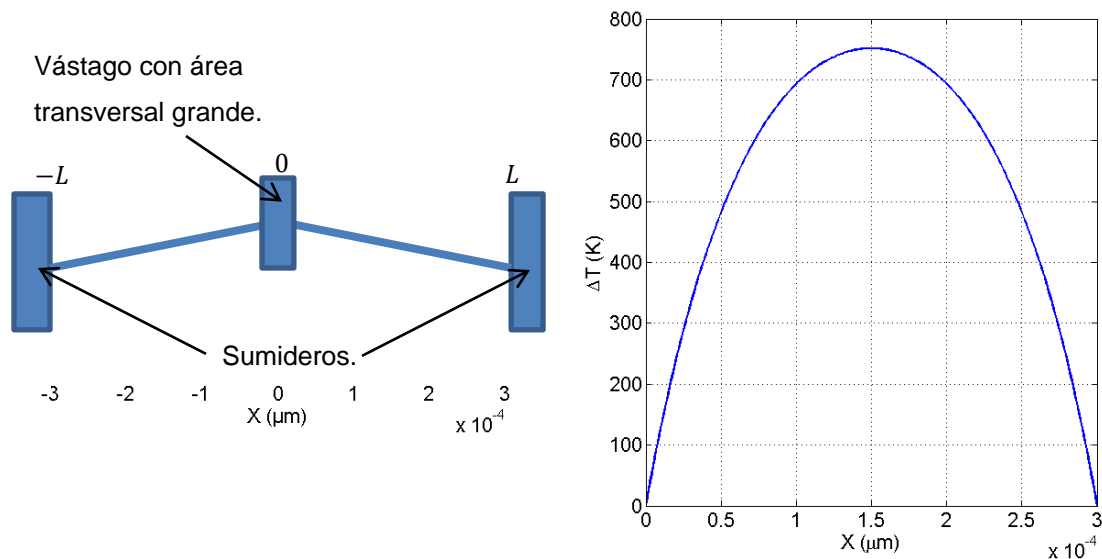 Vástago con área
transversal grande.
−L
0
L
Sumideros.
-3 -2 -1 0 1 2 3
X (µm)
x 10^-4
800
700
600
500
400
300
200
100
0
ΔT (K)
0 0.5 1 1.5 2 2.5 3
X (µm)
x 10^-4